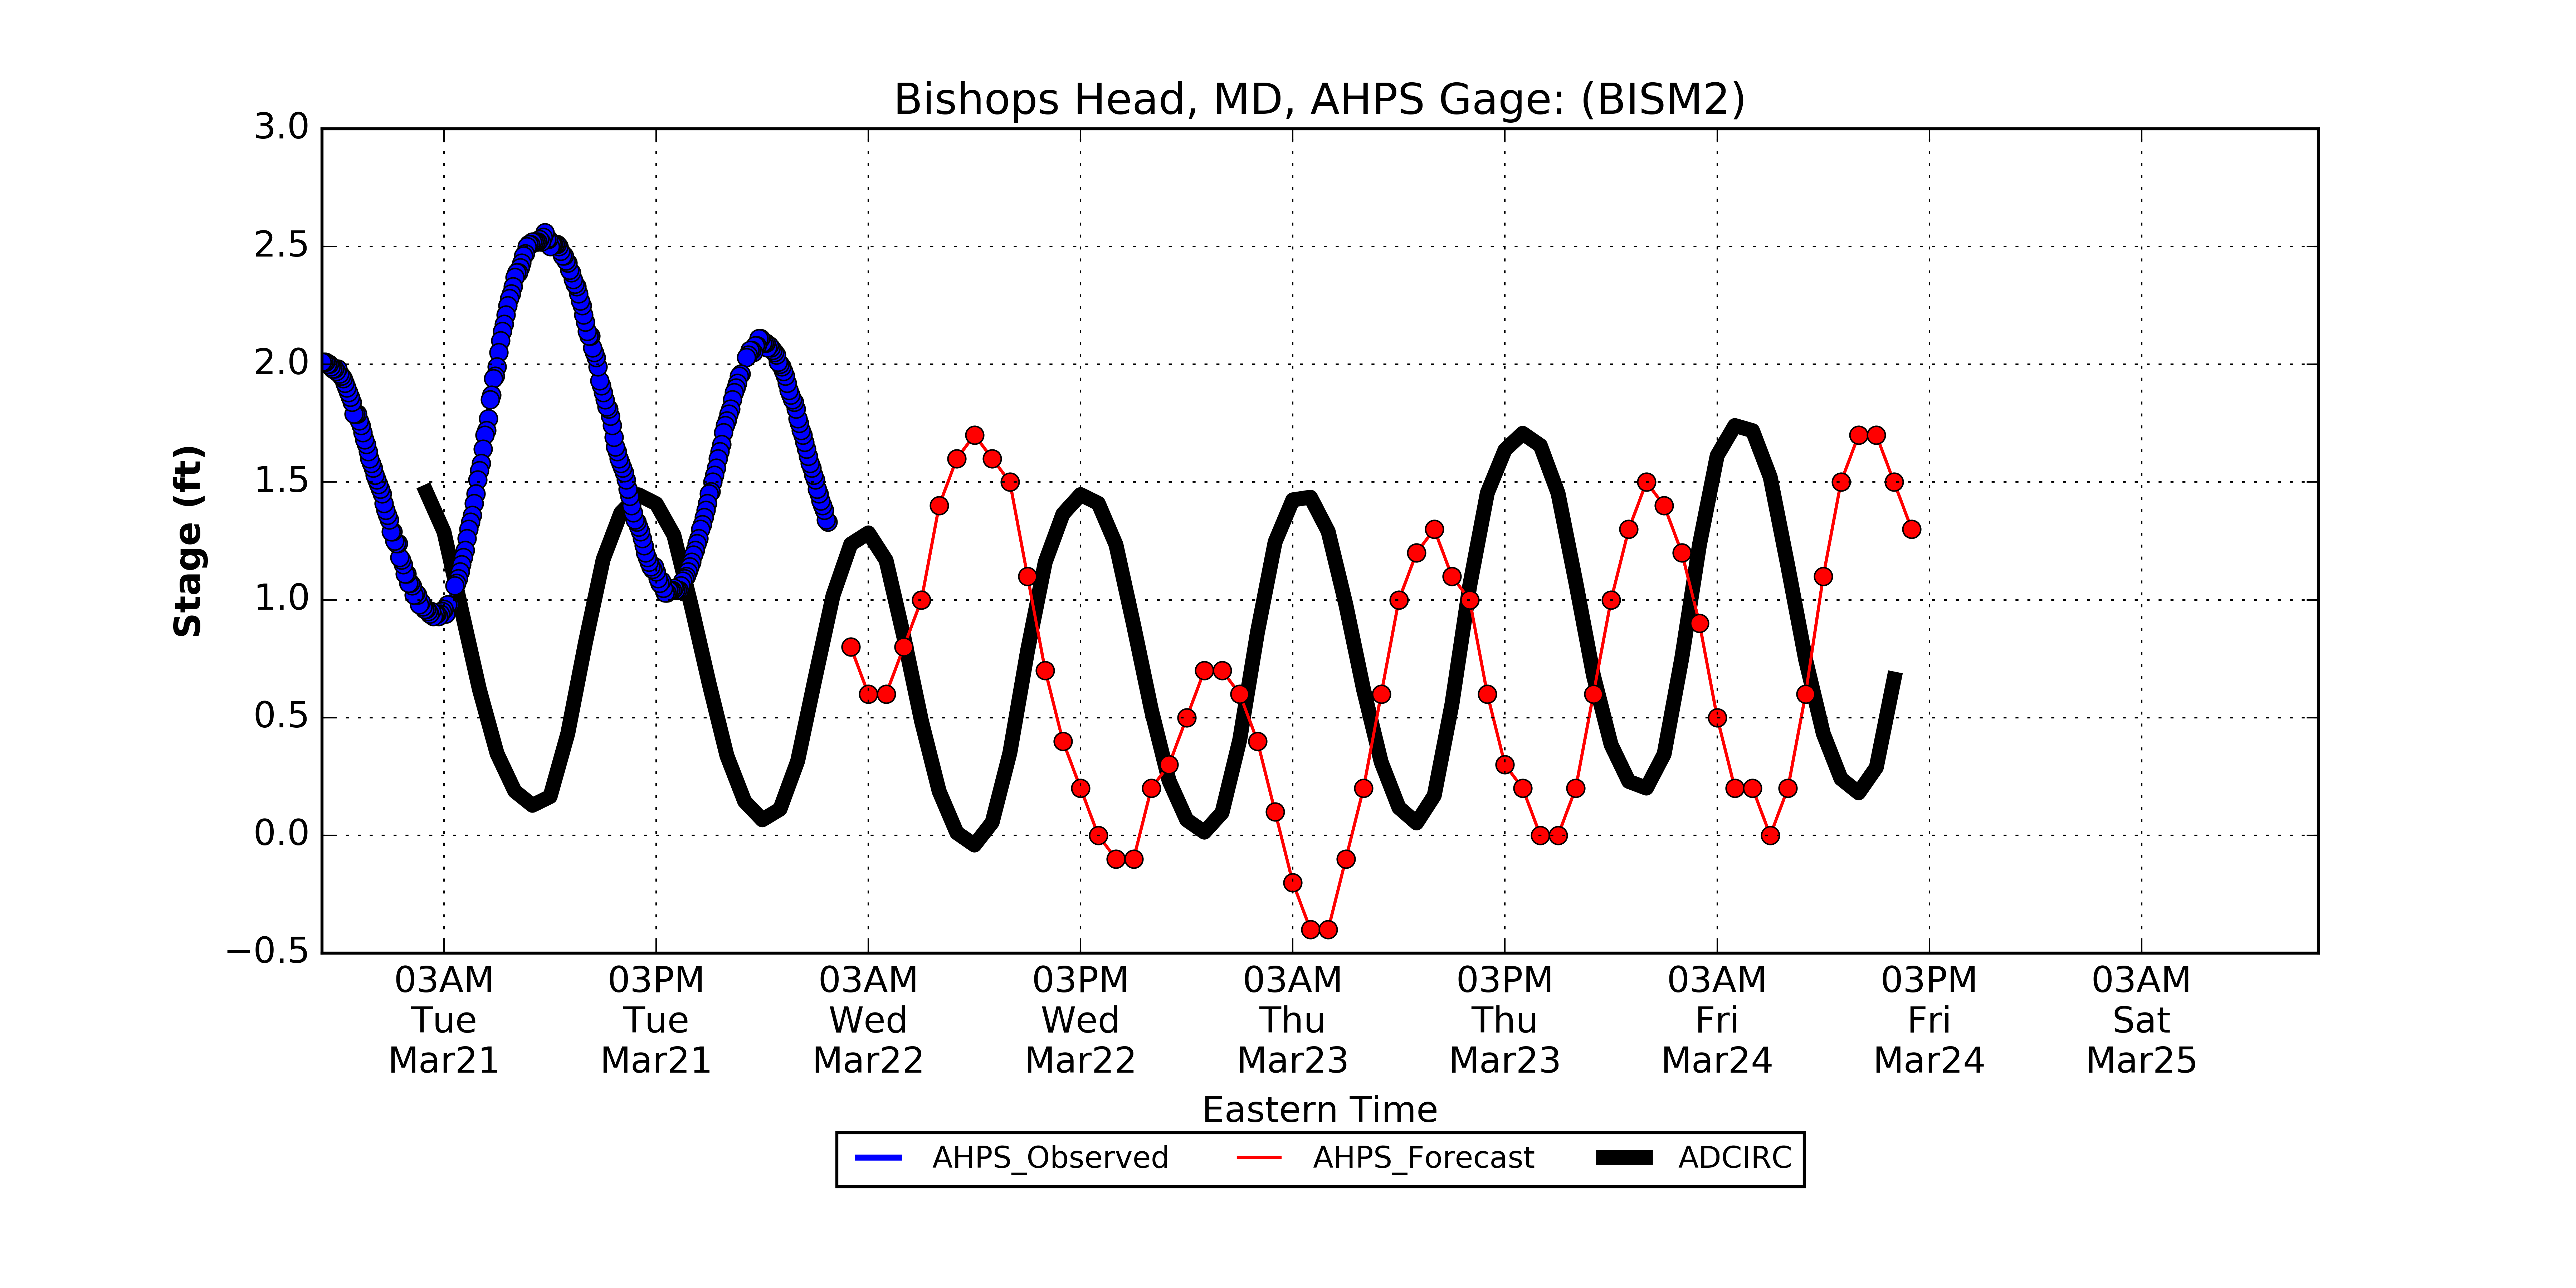 Bishops Head, MD, AHPS Gage: (BISM2)
Stage (ft)
3.0
2.5
2.0
1.5
1.0
0.5
0.0
−0.5
03AM 03PM 03AM 03PM 03AM 03PM 03AM 03PM 03AM
Tue Tue Wed Wed Thu Thu Fri Fri Sat
Mar21 Mar21 Mar22 Mar22 Mar23 Mar23 Mar24 Mar24 Mar25
Eastern Time
AHPS_Observed AHPS_Forecast ADCIRC